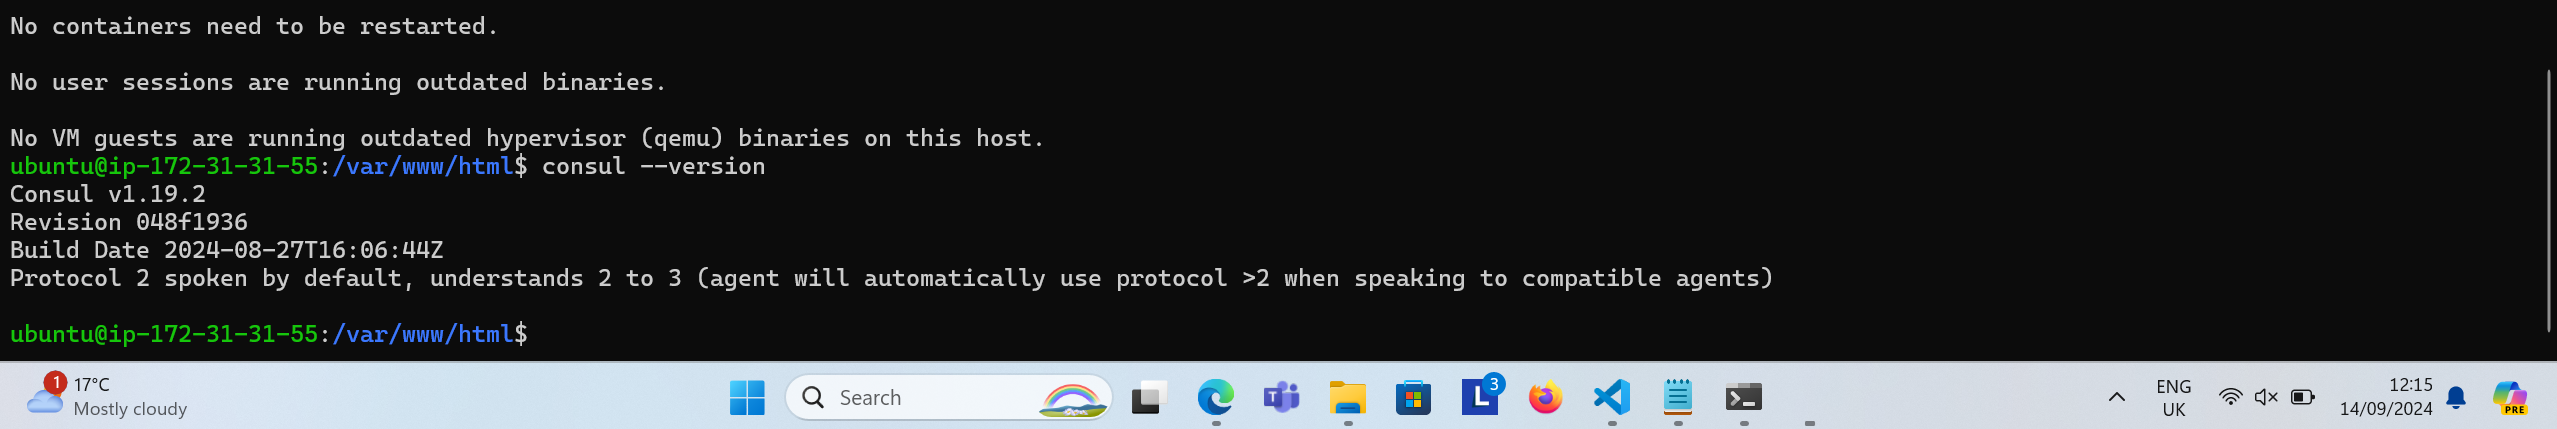 No containers need to be restarted.
No user sessions are running outdated binaries.
No VM guests are running outdated hypervisor (qemu) binaries on this host.
ubuntu@ip-172-31-31-55:/var/www/html$ consul --version
Consul v1.19.2
Revision 048f1936
Build Date 2024-08-27T16:06:44Z
Protocol 2 spoken by default, understands 2 to 3 (agent will automatically use protocol >2 when speaking to compatible agents)
ubuntu@ip-172-31-31-55:/var/www/html$
1
17°C
Mostly cloudy
Search
T
L
3
ENG
UK
12:15
14/09/2024
PRE